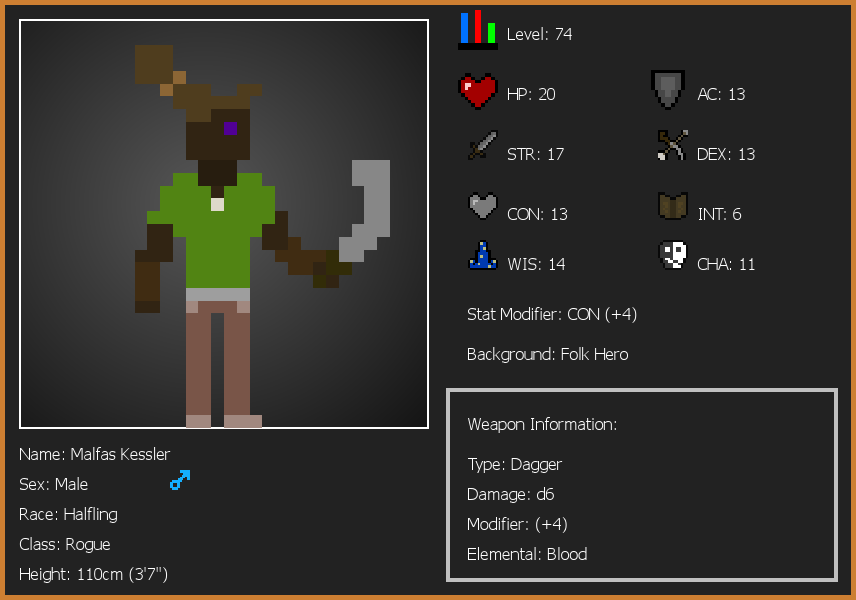 Level: 74
HP: 20
AC: 13
STR: 17
DEX: 13
CON: 13
INT: 6
WIS: 14
CHA: 11
Stat Modifier: CON (+4)
Background: Folk Hero
Weapon Information:
Type: Dagger
Damage: d6
Modifier: (+4)
Elemental: Blood
Name: Malfas Kessler
Sex: Male
Race: Halfling
Class: Rogue
Height: 110cm (3'7")